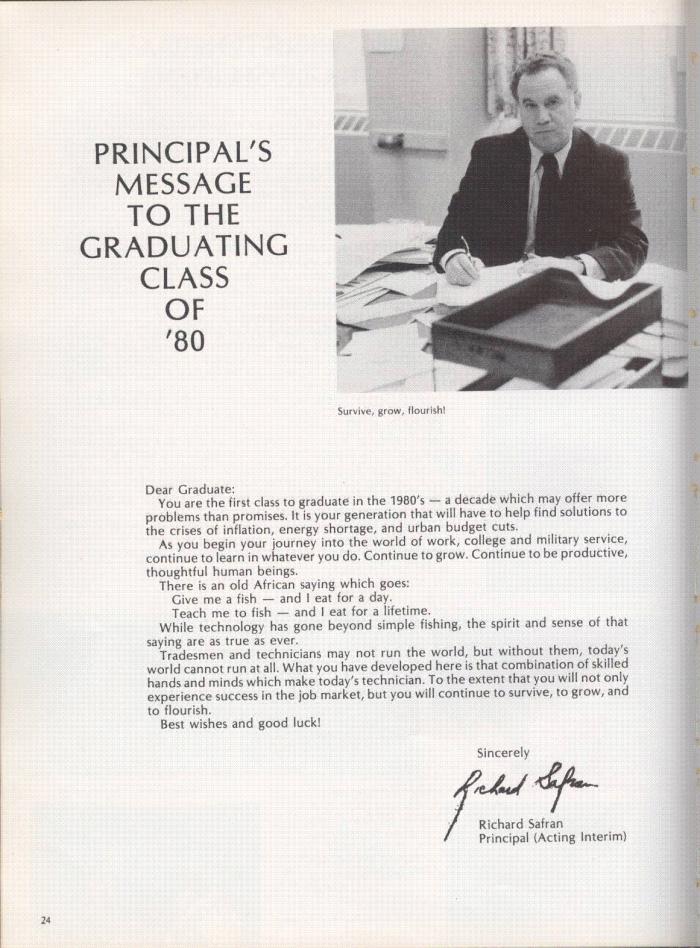 PRINCIPAL'S
MESSAGE
TO THE
GRADUATING
CLASS
OF
'80
Survive, grow, flourish!
Dear Graduate:
You are the first class to graduate in the 1980's — a decade which may offer more
problems than promises. It is your generation that will have to help find solutions to
the crises of inflation, energy shortage, and urban budget cuts.
As you begin your journey into the world of work, college and military service,
continue to learn in whatever you do. Continue to grow. Continue to be productive,
thoughtful human beings.
There is an old African saying which goes:
Give me a fish — and I eat for a day.
Teach me to fish — and I eat for a lifetime.
While technology has gone beyond simple fishing, the spirit and sense of that
saying are as true as ever.
Tradesmen and technicians may not run the world, but without them, today's
world cannot run at all. What you have developed here is that combination of skilled
hands and minds which make today's technician. To the extent that you will not only
experience success in the job market, but you will continue to survive, to grow, and
to flourish.
Best wishes and good luck!
Sincerely
Richard Safran
Richard Safran
Principal (Acting Interim)
24